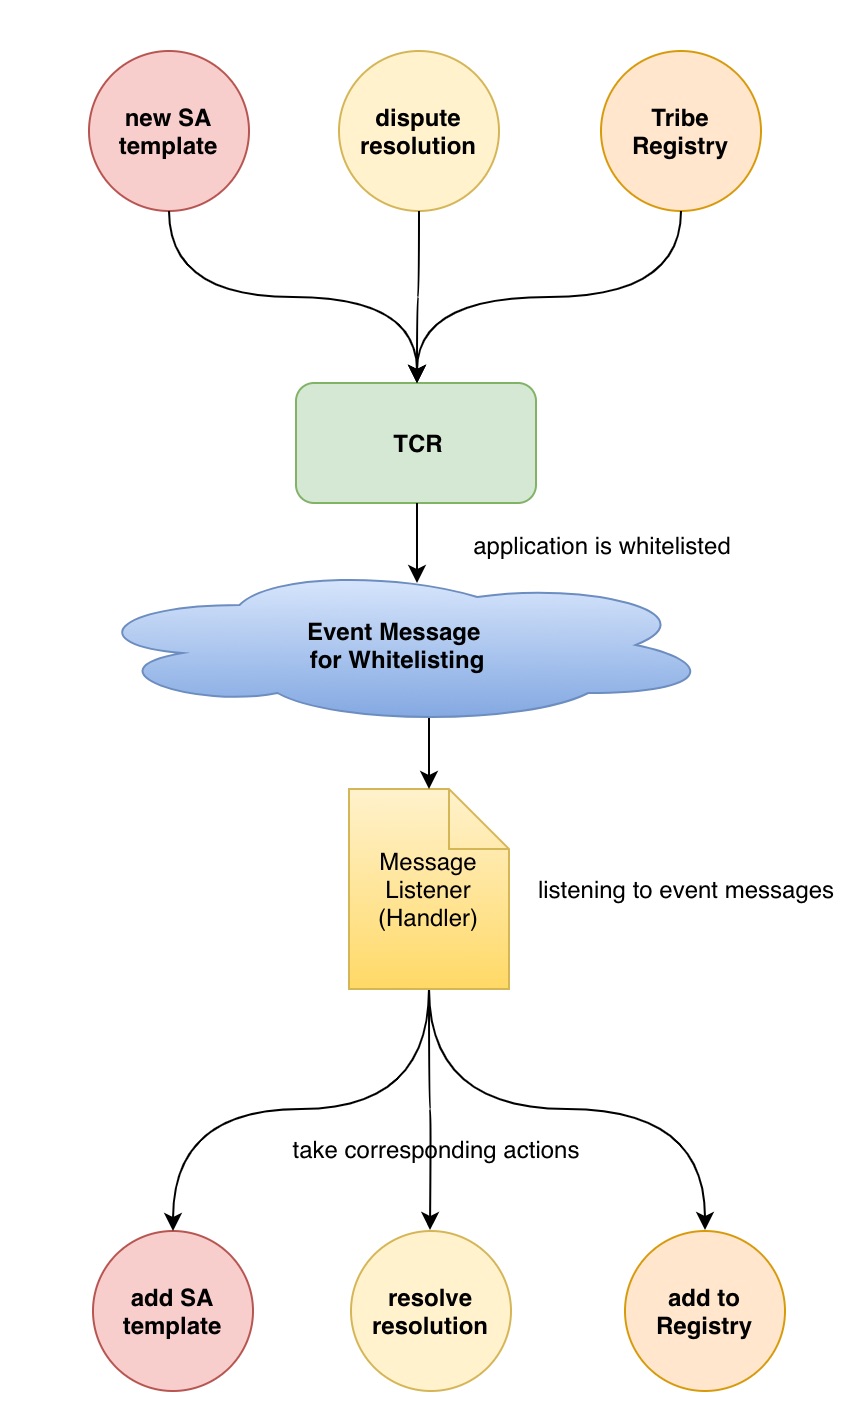 new SA
template
dispute
resolution
Tribe
Registry
TCR
application is whitelisted
Event Message
for Whitelisting
Message
Listener
(Handler)
listening to event messages
take corresponding actions
add SA
template
resolve
resolution
add to
Registry